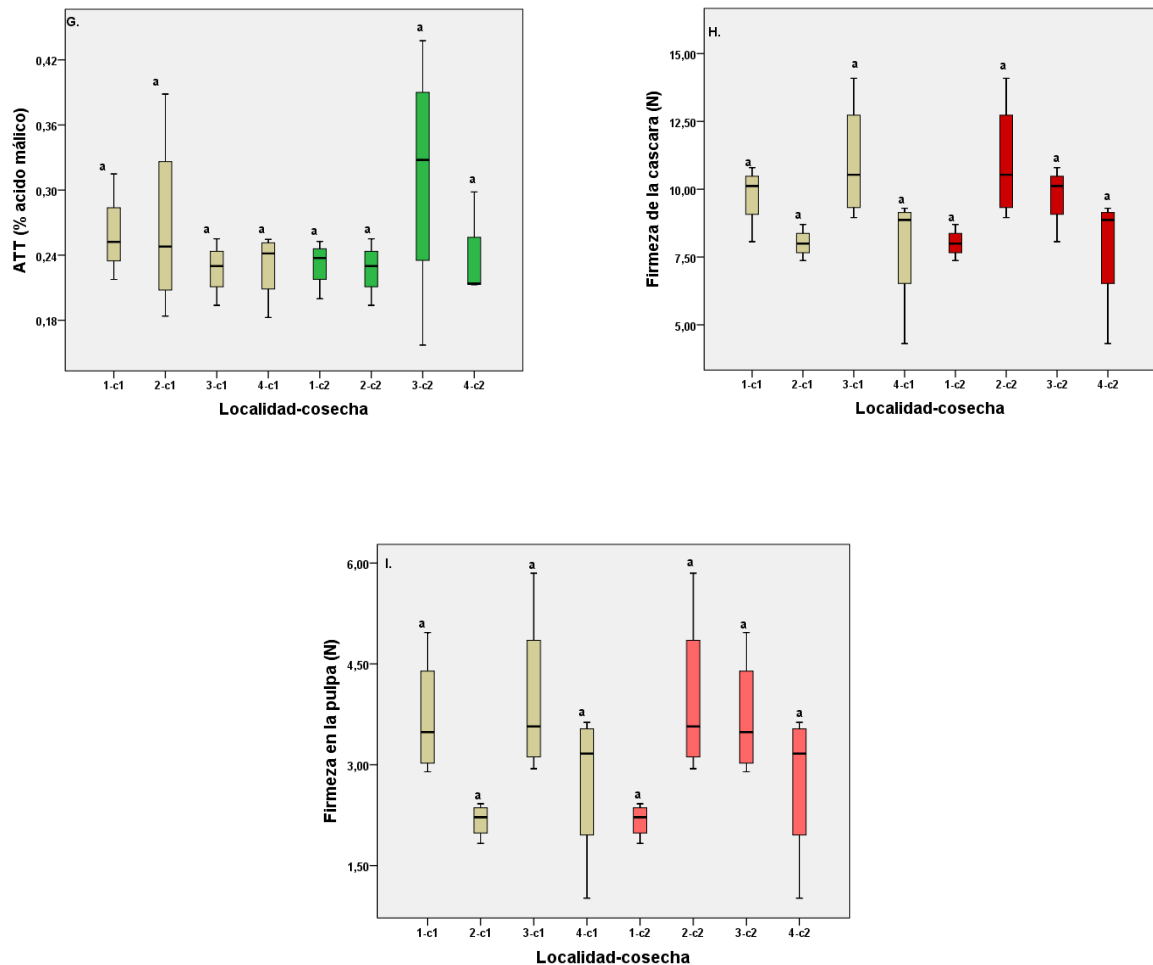 G.
ATT (% acido málico)
0,42
0,36
0,30
0,24
0,18
a a a a a a a a
1-c1 2-c1 3-c1 4-c1 1-c2 2-c2 3-c2 4-c2
Localidad-cosecha
H.
Firmeza de la cascara (N)
15,00
12,50
10,00
7,50
5,00
a a a a a a a a
1-c1 2-c1 3-c1 4-c1 1-c2 2-c2 3-c2 4-c2
Localidad-cosecha
I.
Firmeza en la pulpa (N)
6,00
4,50
3,00
1,50
a a a a a a a a
1-c1 2-c1 3-c1 4-c1 1-c2 2-c2 3-c2 4-c2
Localidad-cosecha